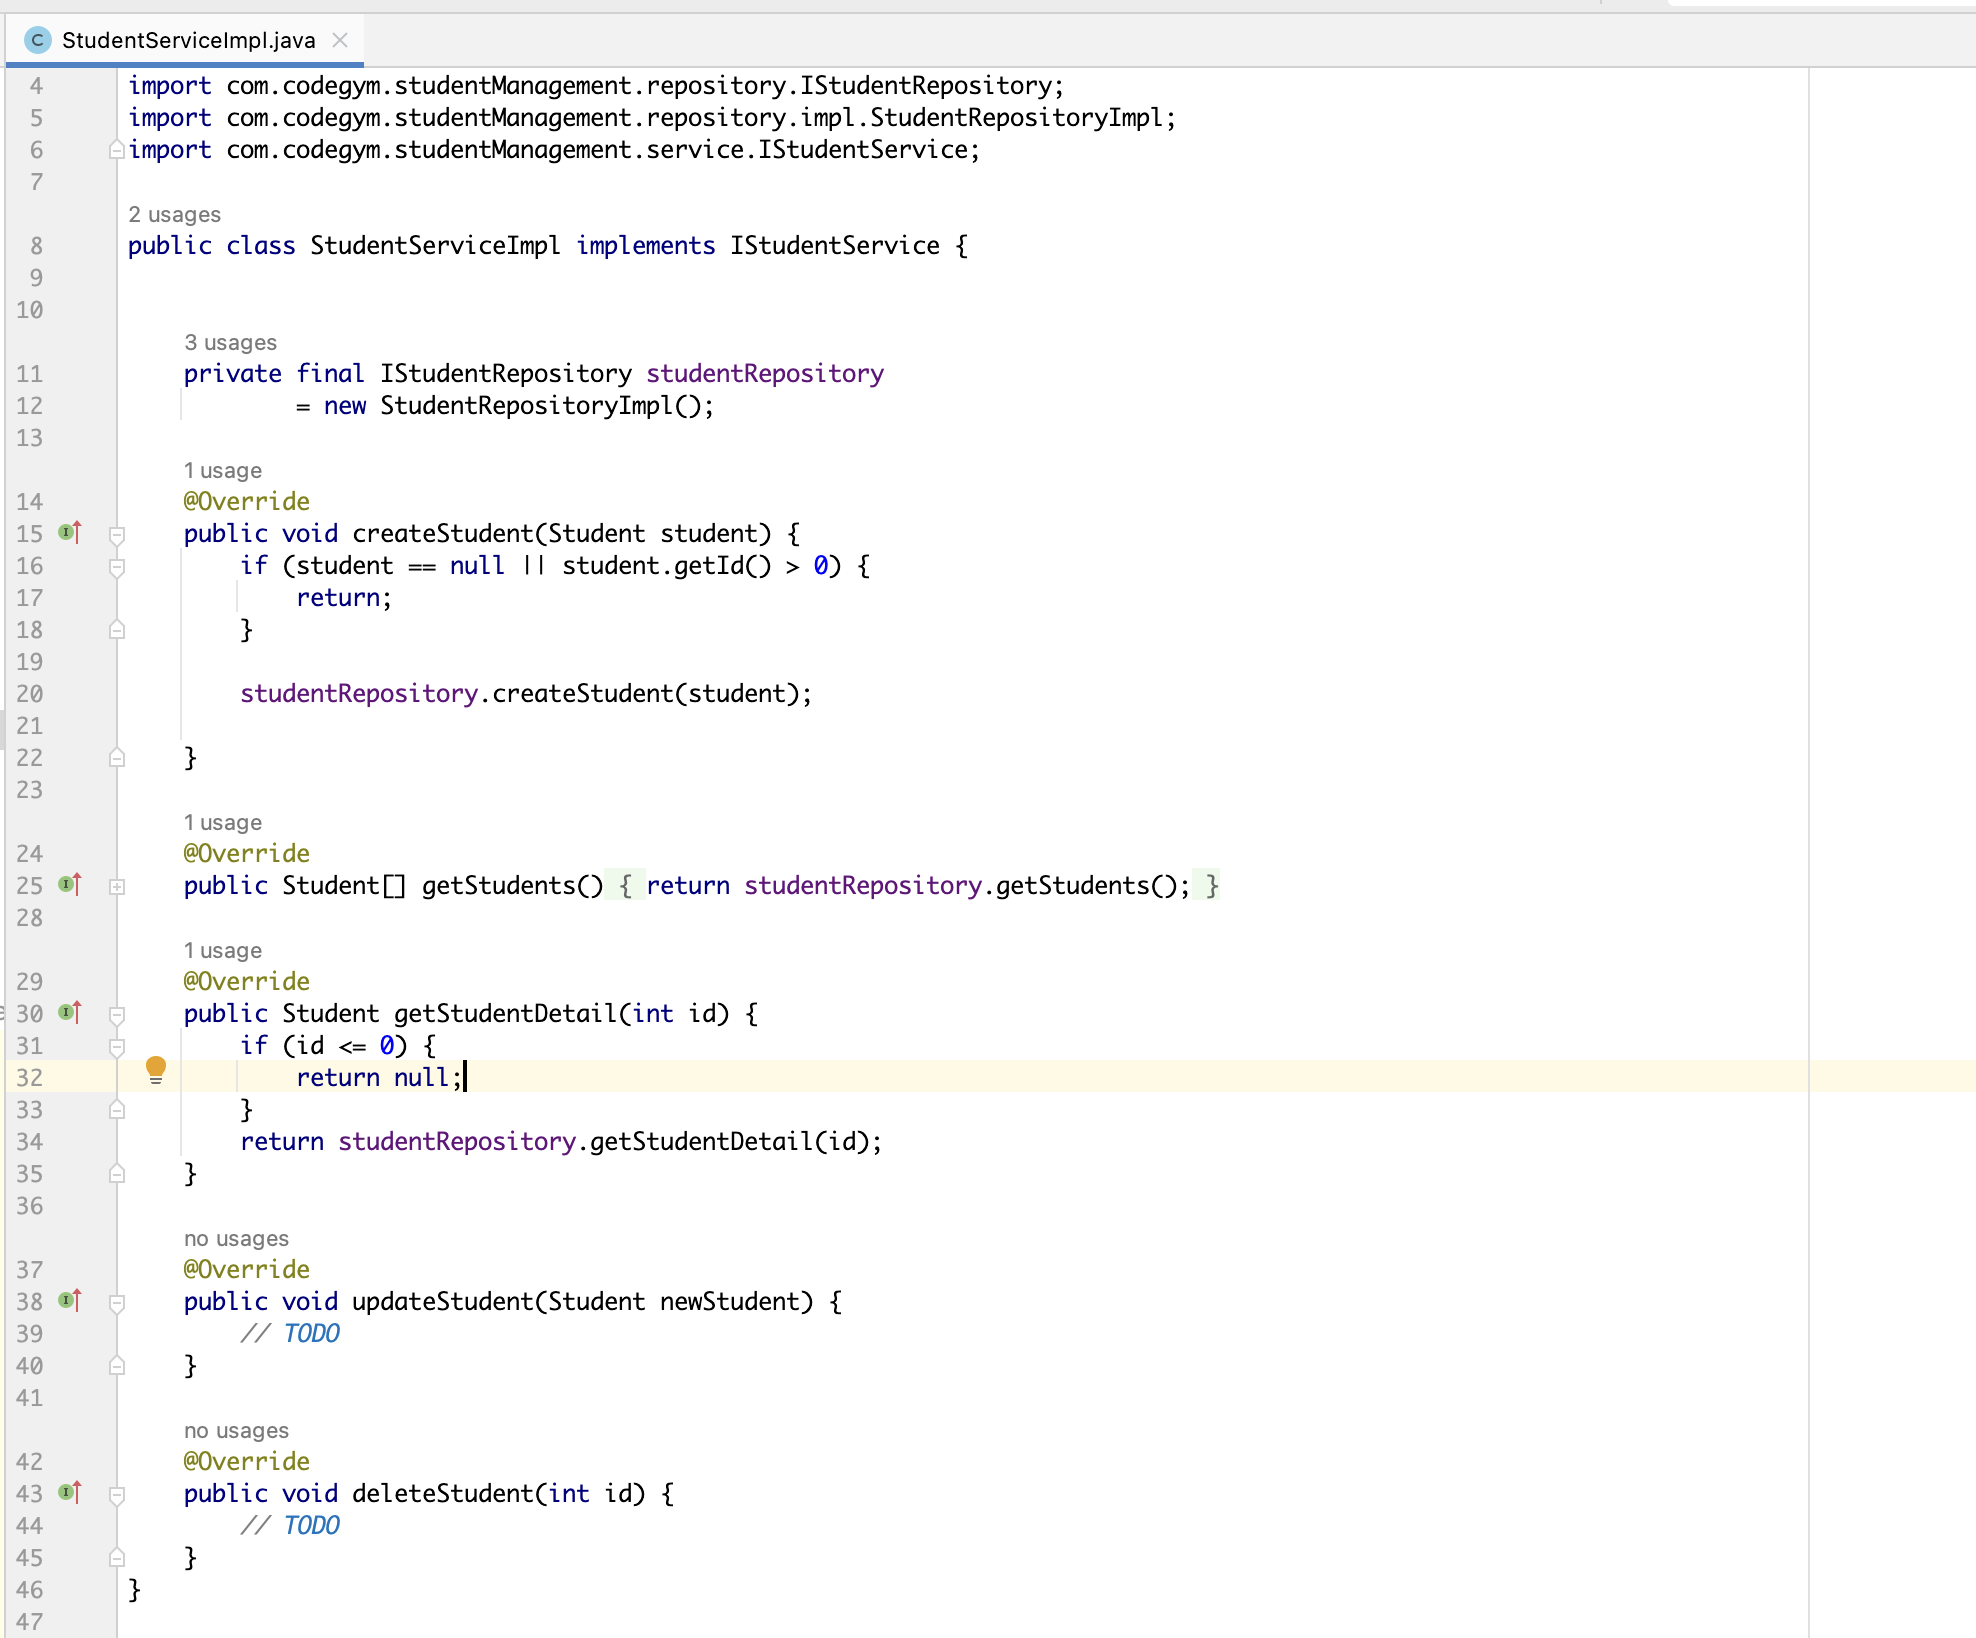 StudentServiceImpl.java
4 import com.codegym.studentManagement.repository.IStudentRepository;
5 import com.codegym.studentManagement.repository.impl.StudentRepositoryImpl;
6 import com.codegym.studentManagement.service.IStudentService;
7
2 usages
8 public class StudentServiceImpl implements IStudentService {
9
10
3 usages
11 private final IStudentRepository studentRepository
12 = new StudentRepositoryImpl();
13
1 usage
14 @Override
15 public void createStudent(Student student) {
16 if (student == null || student.getId() > 0) {
17 return;
18 }
19
20 studentRepository.createStudent(student);
21
22 }
23
1 usage
24 @Override
25 public Student[] getStudents() { return studentRepository.getStudents(); }
28
1 usage
29 @Override
30 public Student getStudentDetail(int id) {
31 if (id <= 0) {
32 return null;
33 }
34 return studentRepository.getStudentDetail(id);
35 }
36
no usages
37 @Override
38 public void updateStudent(Student newStudent) {
39 // TODO
40 }
41
no usages
42 @Override
43 public void deleteStudent(int id) {
44 // TODO
45 }
46 }
47